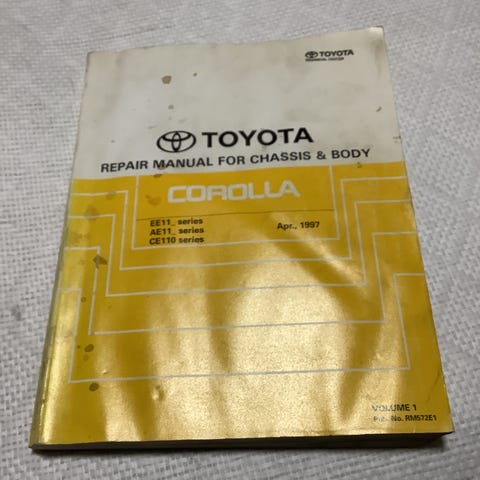 TOYOTA
TOYOTA
REPAIR MANUAL FOR CHASSIS & BODY
COROLLA
EE11_ series
AE11_ series Apr., 1997
CE110 series
VOLUME 1
Pub. No. RM572E1